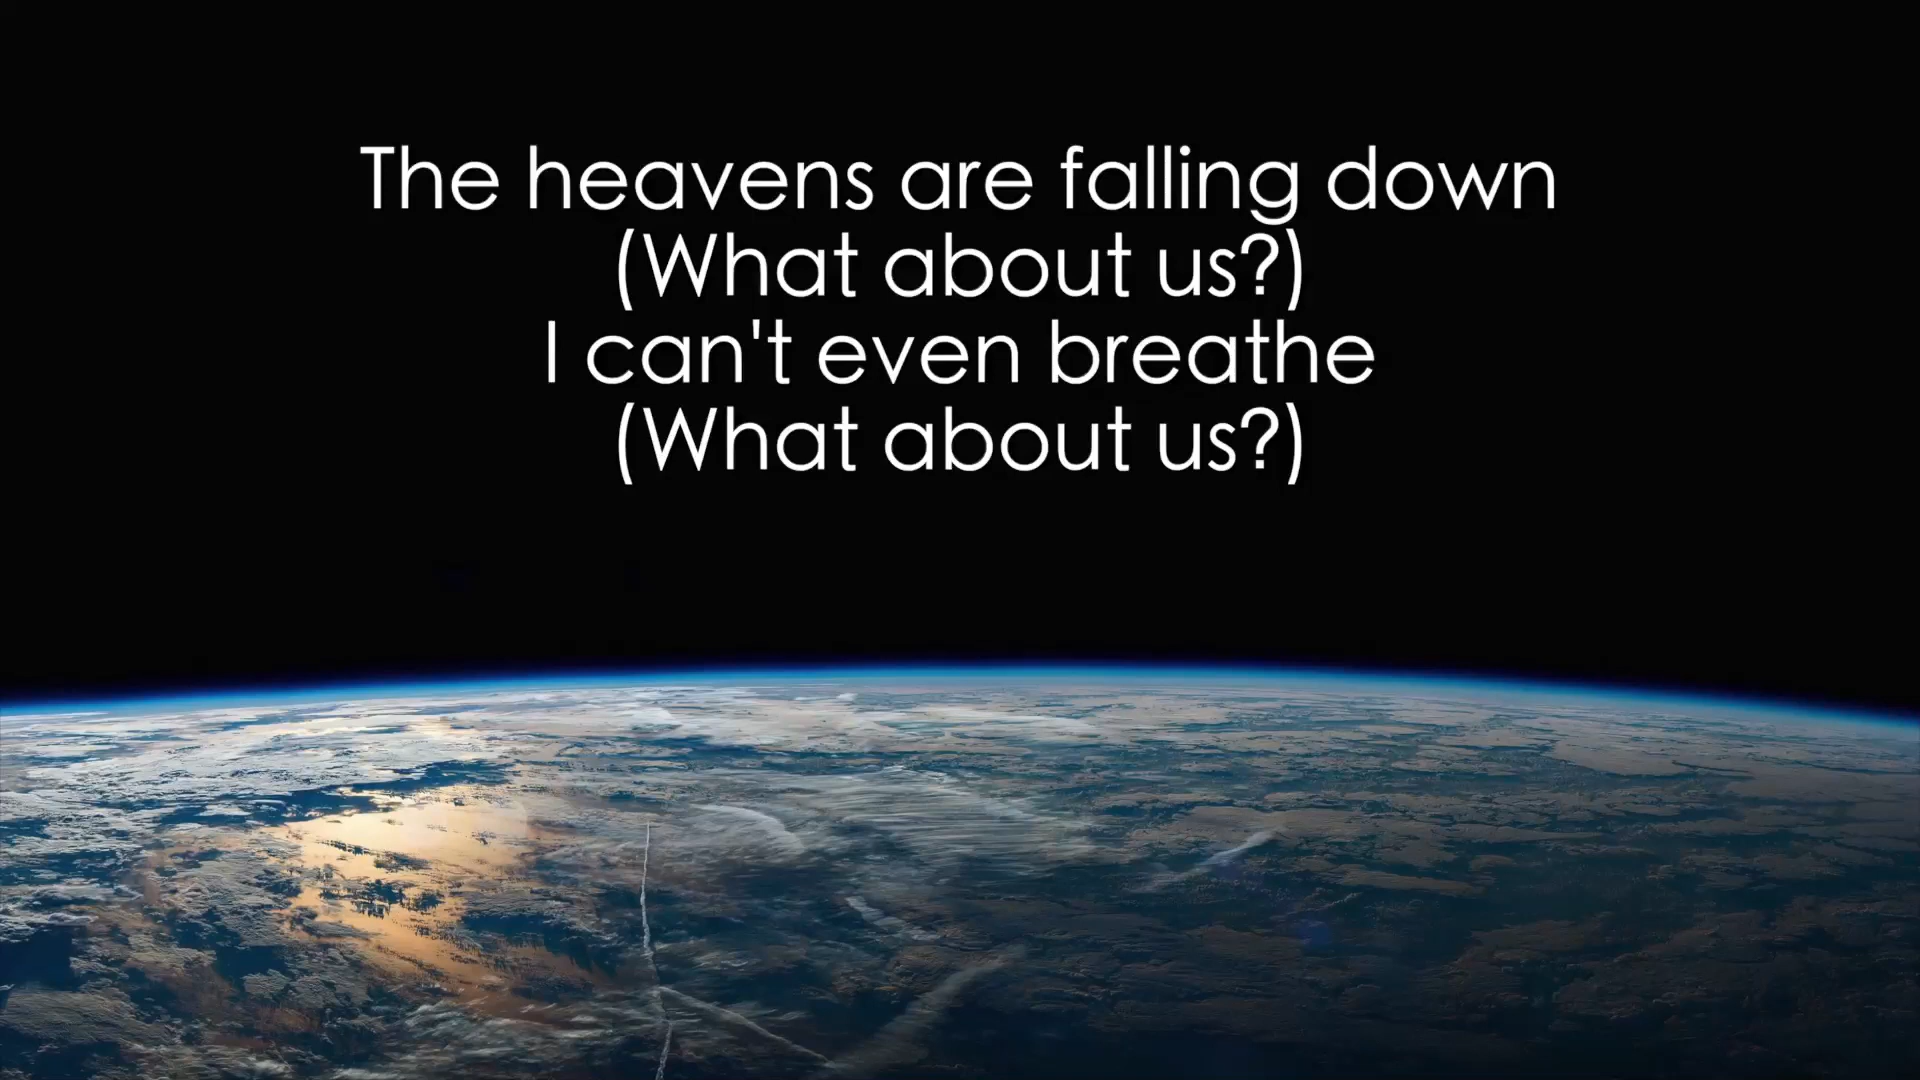 The heavens are falling down
(What about us?)
I can't even breathe
(What about us?)